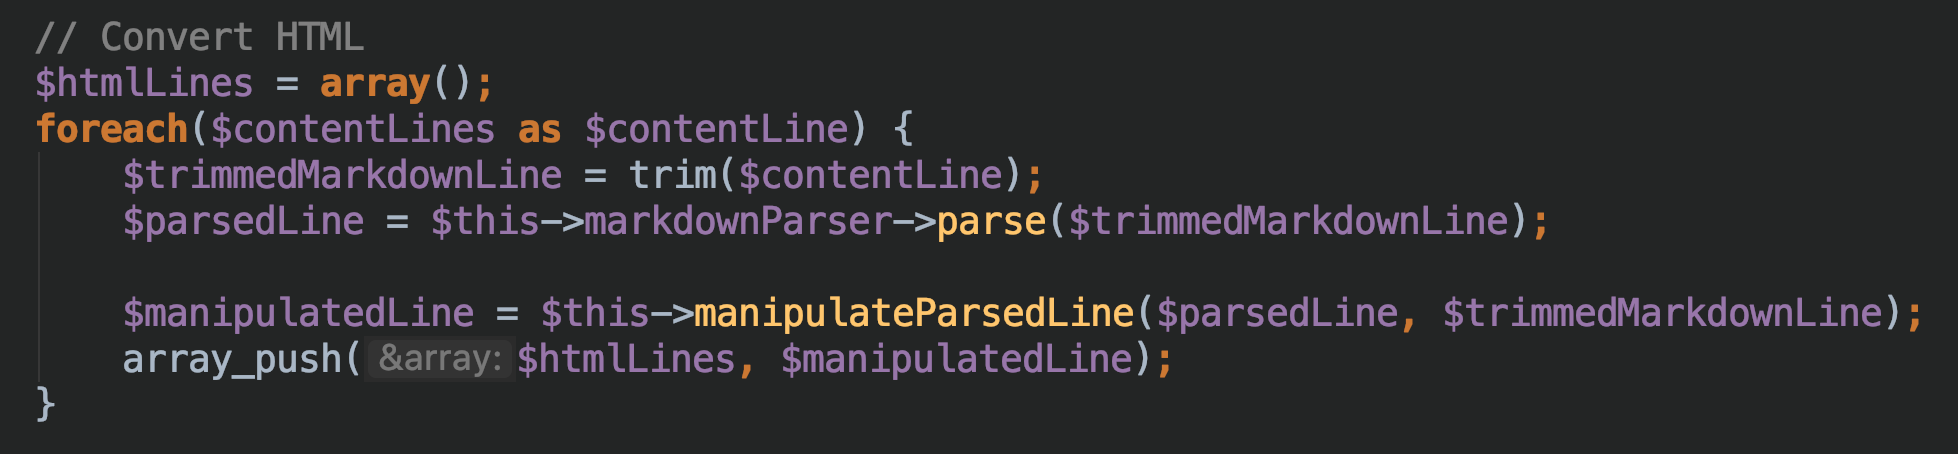 // Convert HTML
$htmlLines = array();
foreach($contentLines as $contentLine) {
    $trimmedMarkdownLine = trim($contentLine);
    $parsedLine = $this->markdownParser->parse($trimmedMarkdownLine);

    $manipulatedLine = $this->manipulateParsedLine($parsedLine, $trimmedMarkdownLine);
    array_push( &array: $htmlLines, $manipulatedLine);
}